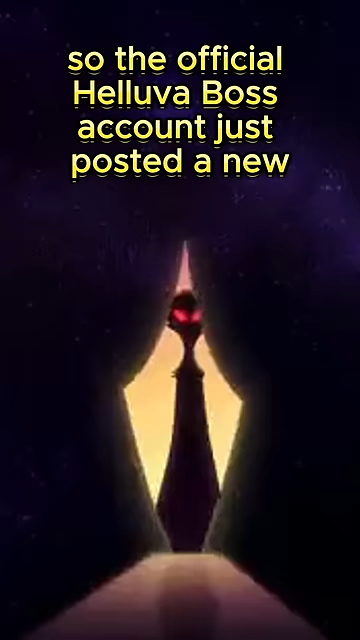 so the official
Helluva Boss
account just
posted a new